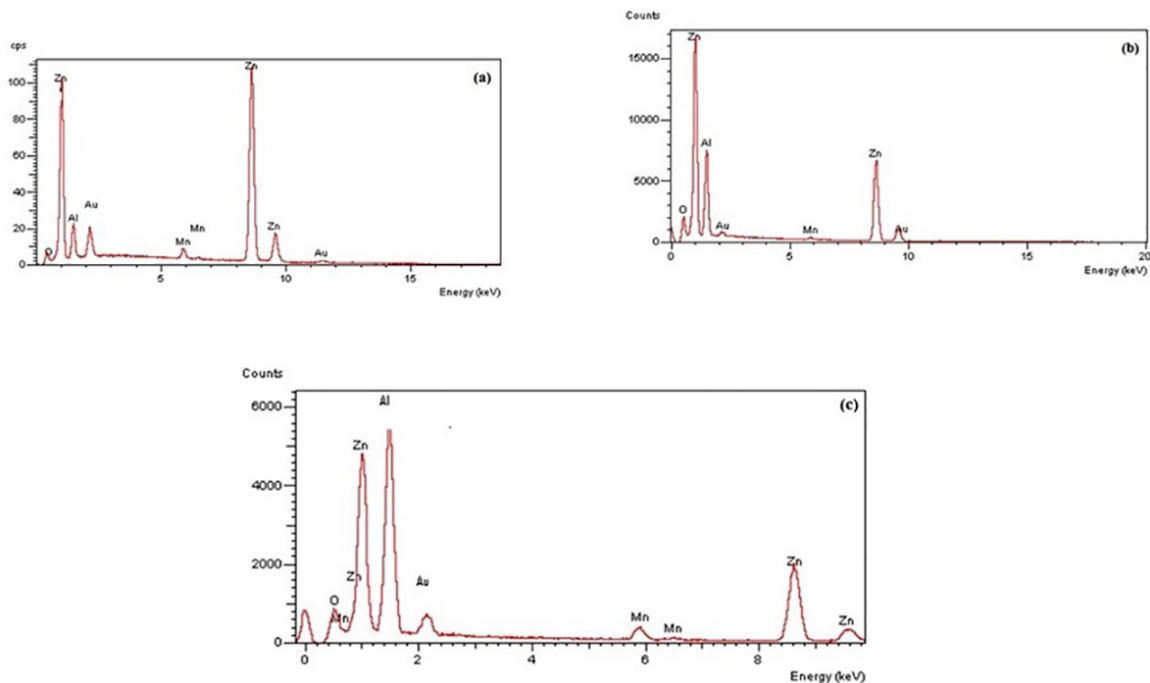 cps
(a)
Zn
Zn
100
80
60
40
Au
Al
20
Mn
Zn
O
Mn
Au
0
5
10
15
Energy (keV)
Counts
(b)
Zn
15000
10000
Al
Zn
5000
O
Au
Mn
Au
0
0
5
10
15
20
Energy (keV)
Counts
(c)
Al
6000
Zn
4000
2000
Zn
Zn
Au
O
Mn
Mn
Mn
Zn
0
0
2
4
6
8
Energy (keV)